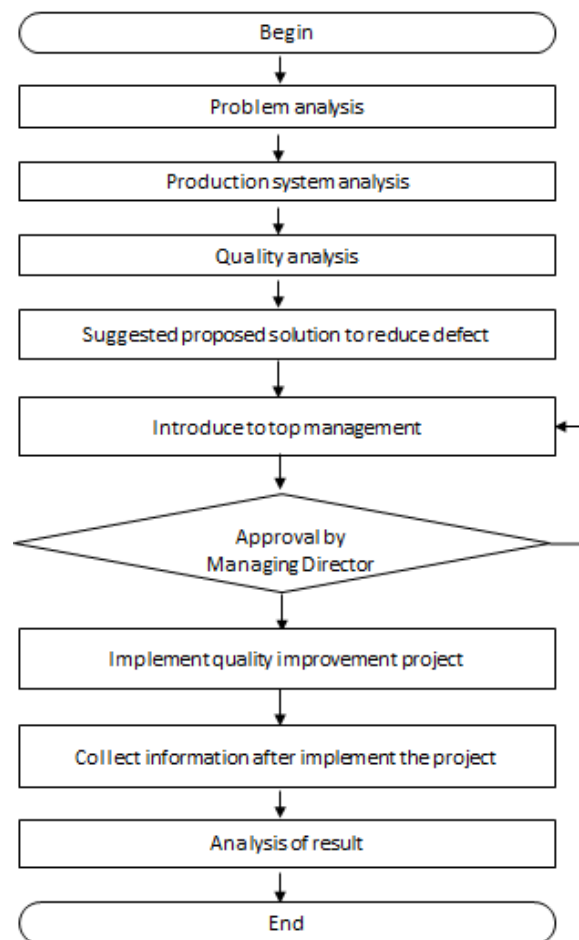 Begin
Problem analysis
Production system analysis
Quality analysis
Suggested proposed solution to reduce defect
Introduce to top management
Approval by
Managing Director
Implement quality improvement project
Collect information after implement the project
Analysis of result
End